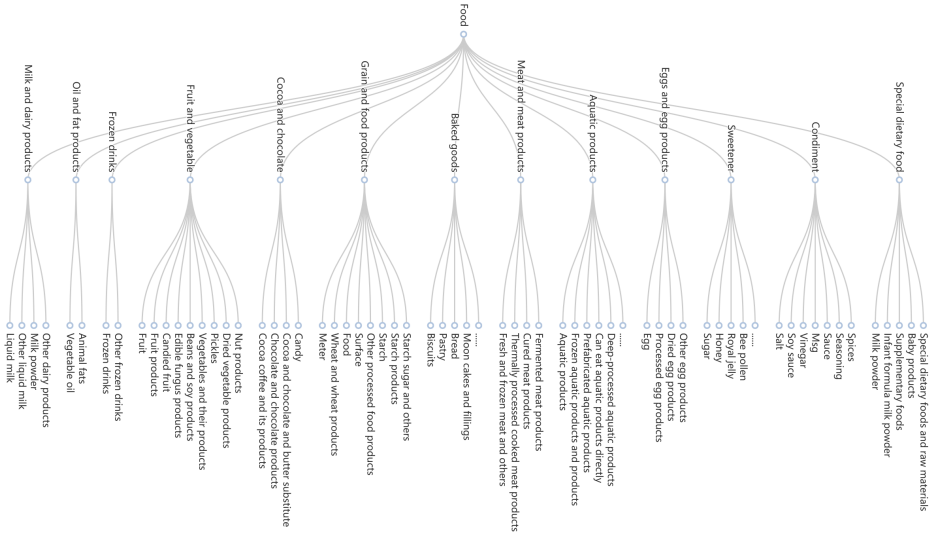 Food
Milk and dairy products
Oil and fat products
Frozen drinks
Fruit and vegetable
Cocoa and chocolate
Grain and food products
Baked goods
Meat and meat products
Aquatic products
Eggs and egg products
Sweetener
Condiment
Special dietary food
Liquid milk
Other liquid milk
Milk powder
Other dairy products
Vegetable oil
Animal fats
Frozen drinks
Other frozen drinks
Fruit
Fruit products
Candied fruit
Edible fungus products
Beans and soy products
Vegetables and their products
Pickles
Dried vegetable products
Nut products
Cocoa coffee and its products
Chocolate and chocolate products
Cocoa and chocolate and butter substitute
Candy
Meter
Wheat and wheat products
Food
Surface
Other processed food products
Starch
Starch products
Starch sugar and others
Biscuits
Pastry
Bread
Moon cakes and fillings
......
Fresh and frozen meat and others
Thermally processed cooked meat products
Cured meat products
Fermented meat products
Aquatic products
Frozen aquatic products and products
Prefabricated aquatic products
Can eat aquatic products directly
Deep-processed aquatic products
......
Egg
Processed egg products
Dried egg products
Other egg products
Sugar
Honey
Royal jelly
Bee pollen
......
Salt
Soy sauce
Vinegar
Msg
Sauce
Seasoning
Spices
Milk powder
Infant formula milk powder
Supplementary foods
Baby products
Special dietary foods and raw materials